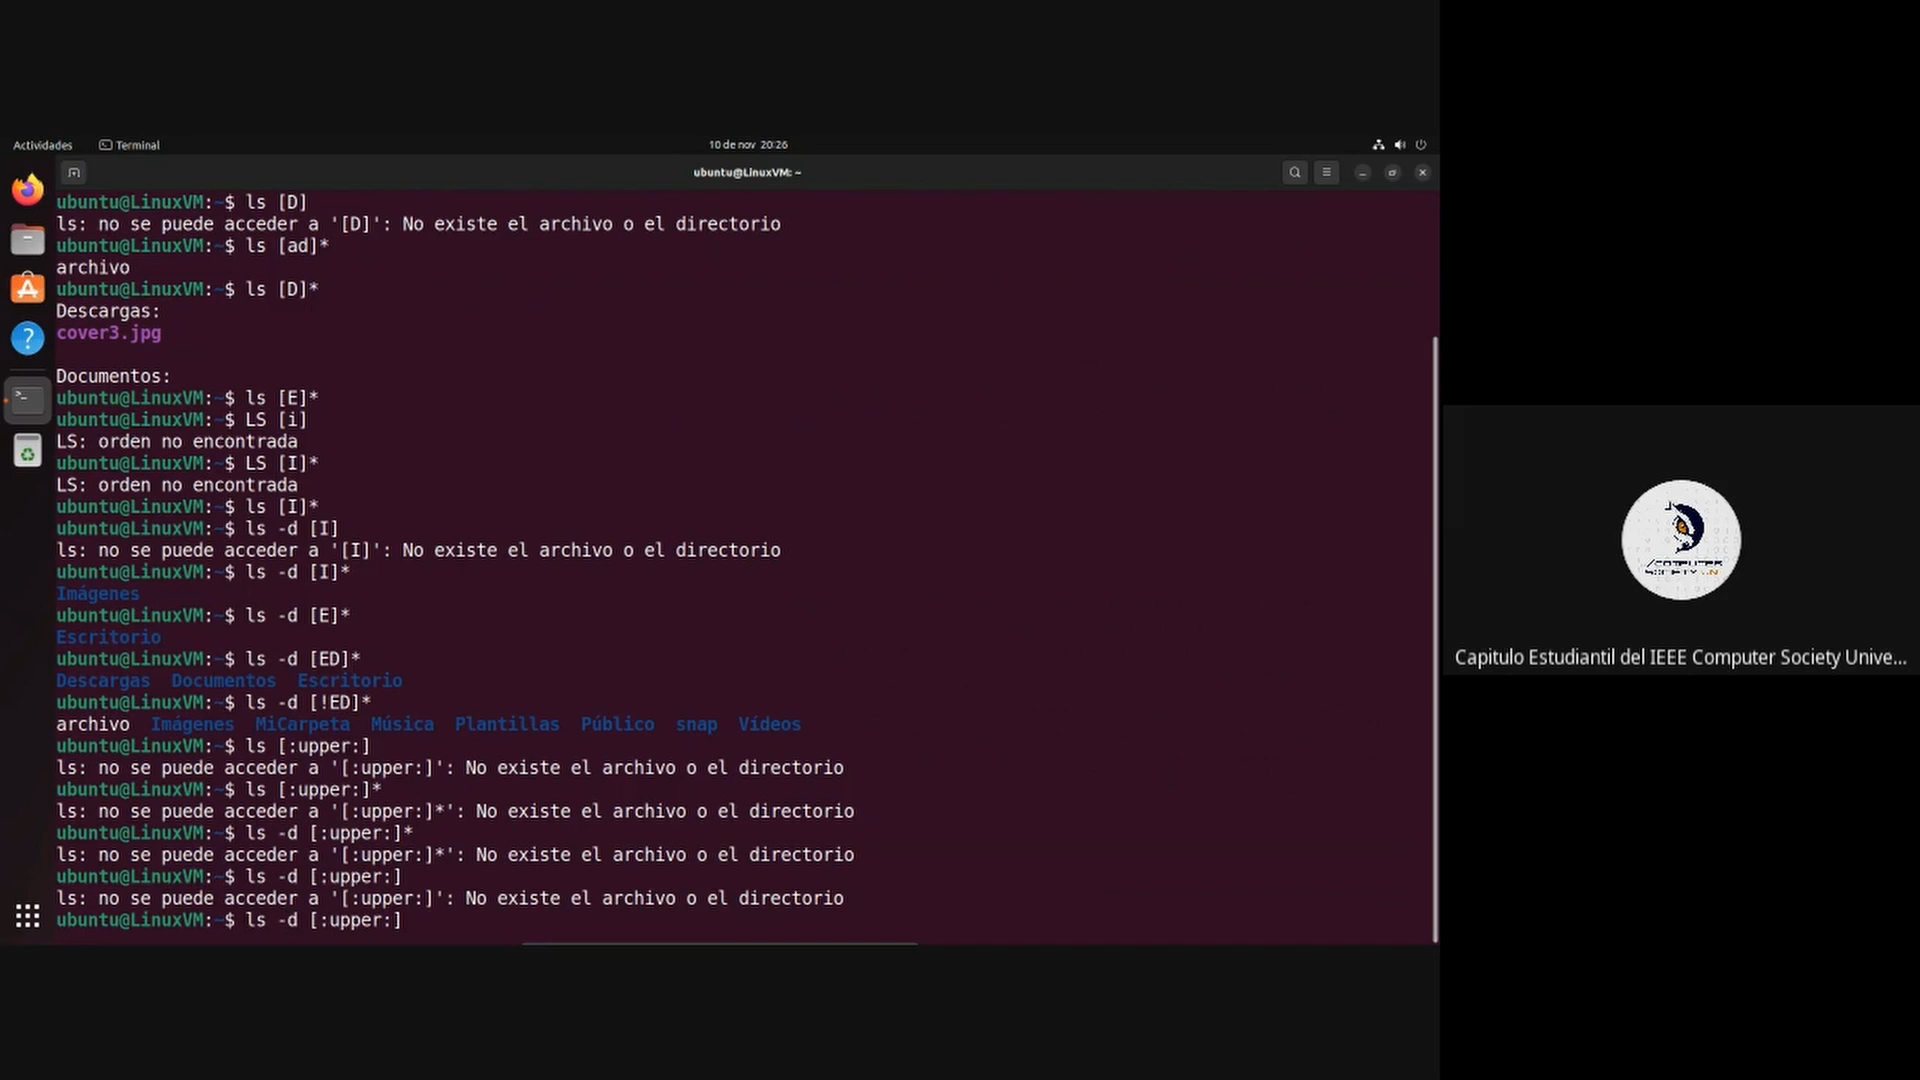 Actividades Terminal 10 de nov 20:26
ubuntu@LinuxVM: ~
ubuntu@LinuxVM:~$ ls [D]
ls: no se puede acceder a '[D]': No existe el archivo o el directorio
ubuntu@LinuxVM:~$ ls [ad]*
archivo
ubuntu@LinuxVM:~$ ls [D]*
Descargas:
cover3.jpg
Documentos:
ubuntu@LinuxVM:~$ ls [E]*
ubuntu@LinuxVM:~$ LS [i]
LS: orden no encontrada
ubuntu@LinuxVM:~$ LS [I]*
LS: orden no encontrada
ubuntu@LinuxVM:~$ ls [I]*
ubuntu@LinuxVM:~$ ls -d [I]
ls: no se puede acceder a '[I]': No existe el archivo o el directorio
ubuntu@LinuxVM:~$ ls -d [I]*
Imágenes
ubuntu@LinuxVM:~$ ls -d [E]*
Escritorio
ubuntu@LinuxVM:~$ ls -d [ED]*
Descargas Documentos Escritorio
ubuntu@LinuxVM:~$ ls -d [!ED]*
archivo Imágenes MiCarpeta Música Plantillas Público snap Vídeos
ubuntu@LinuxVM:~$ ls [:upper:]
ls: no se puede acceder a '[:upper:]': No existe el archivo o el directorio
ubuntu@LinuxVM:~$ ls [:upper:]*
ls: no se puede acceder a '[:upper:]*': No existe el archivo o el directorio
ubuntu@LinuxVM:~$ ls -d [:upper:]*
ls: no se puede acceder a '[:upper:]*': No existe el archivo o el directorio
ubuntu@LinuxVM:~$ ls -d [:upper:]
ls: no se puede acceder a '[:upper:]': No existe el archivo o el directorio
ubuntu@LinuxVM:~$ ls -d [:upper:]
COMPUTER
SOCIETY
Capitulo Estudiantil del IEEE Computer Society Unive...